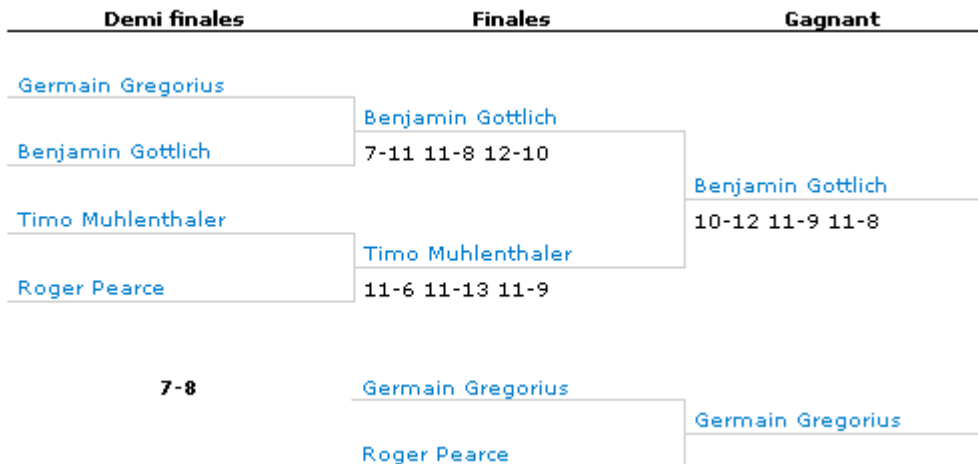 Demi finales Finales Gagnant
Germain Gregorius
Benjamin Gottlich
Benjamin Gottlich 7-11 11-8 12-10
Benjamin Gottlich
Timo Muhlenthaler 10-12 11-9 11-8
Timo Muhlenthaler
Roger Pearce 11-6 11-13 11-9
7-8 Germain Gregorius
Germain Gregorius
Roger Pearce